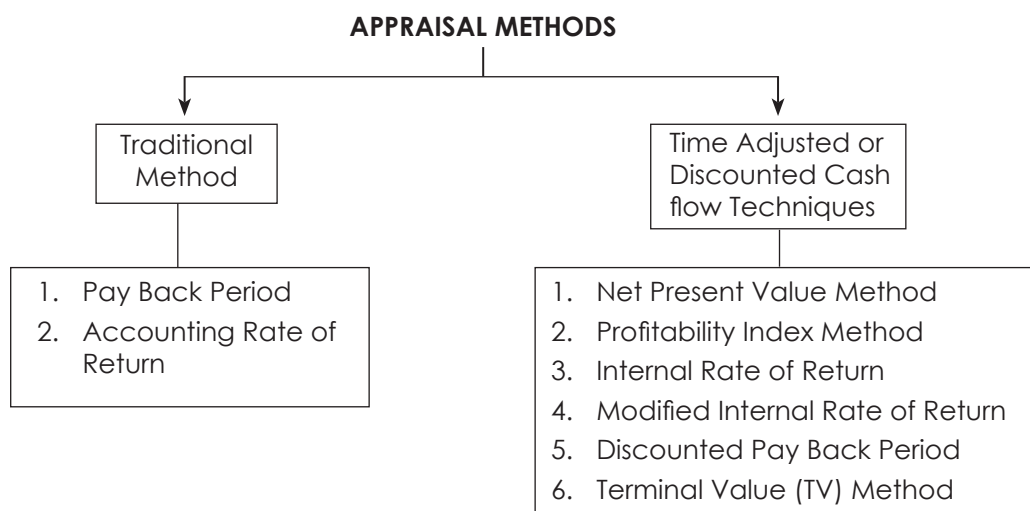 APPRAISAL METHODS
Traditional
Method
Time Adjusted or
Discounted Cash
flow Techniques
1. Pay Back Period
2. Accounting Rate of
Return
1. Net Present Value Method
2. Profitability Index Method
3. Internal Rate of Return
4. Modified Internal Rate of Return
5. Discounted Pay Back Period
6. Terminal Value (TV) Method